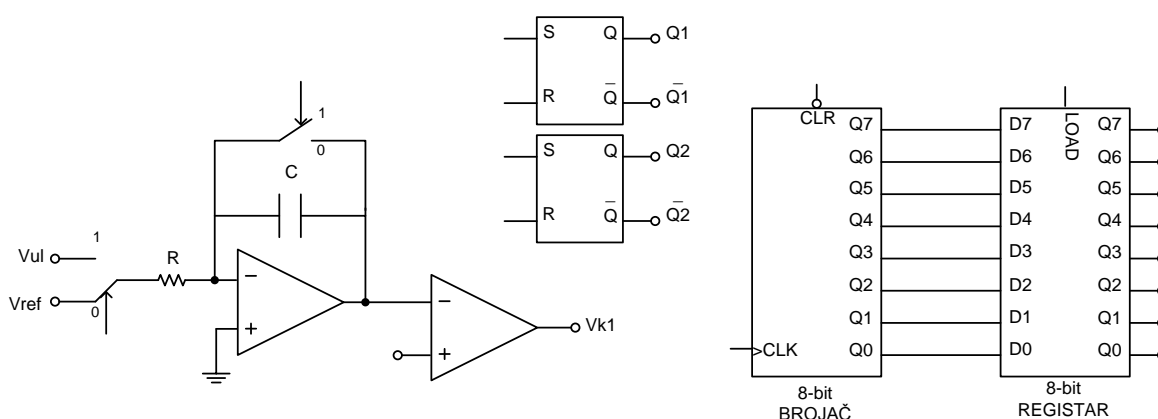 S Q Q1
R Q̅ Q̅1
S Q Q2
R Q̅ Q̅2
1
0
C
1
Vul
R
Vref
0
−
+
−
+
Vk1
CLR
Q7
Q6
Q5
Q4
Q3
Q2
Q1
CLK Q0
8-bit
BROJAČ
LOAD
D7 Q7
D6 Q6
D5 Q5
D4 Q4
D3 Q3
D2 Q2
D1 Q1
D0 Q0
8-bit
REGISTAR